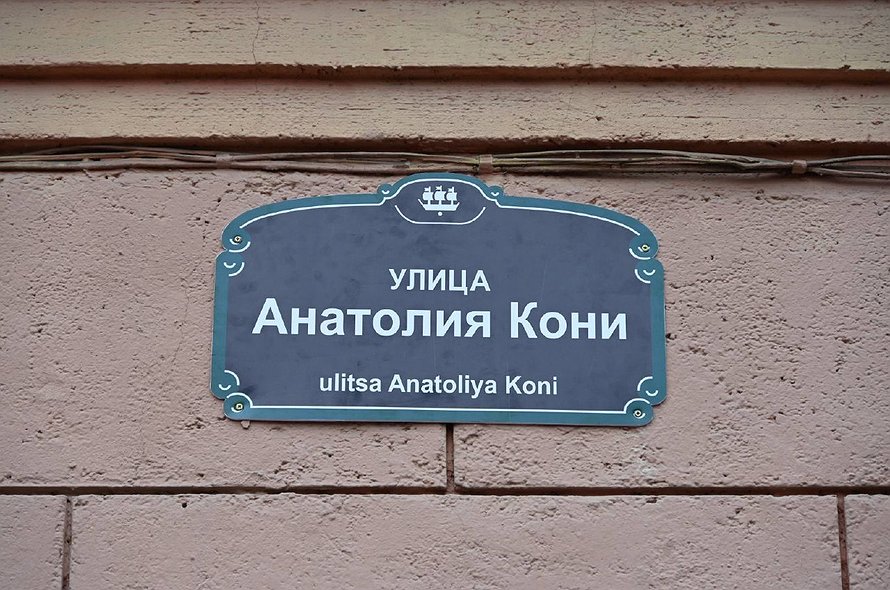 УЛИЦА
Анатолия Кони
ulitsa Anatoliya Koni